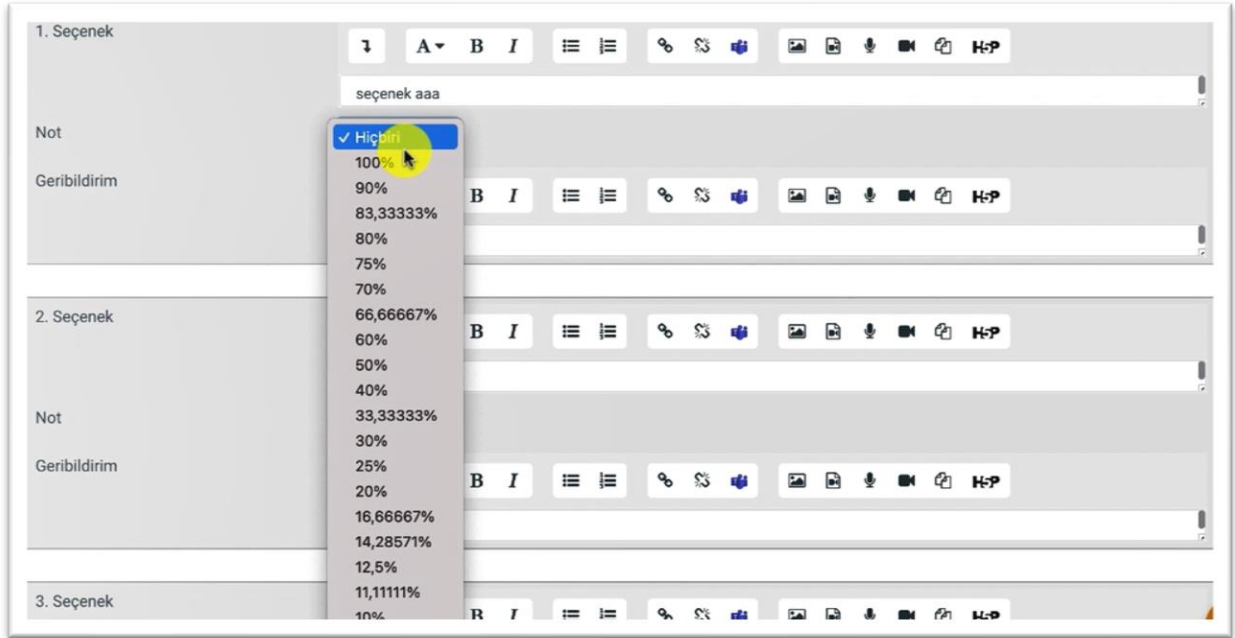 1. Seçenek
A B I H5P
seçenek aaa
Not
✓ Hiçbiri
100%
90%
83,33333%
80%
75%
70%
66,66667%
60%
50%
40%
33,33333%
30%
25%
20%
16,66667%
14,28571%
12,5%
11,11111%
10%
Geribildirim
B I H5P
2. Seçenek
B I H5P
Not
Geribildirim
B I H5P
3. Seçenek
B I H5P